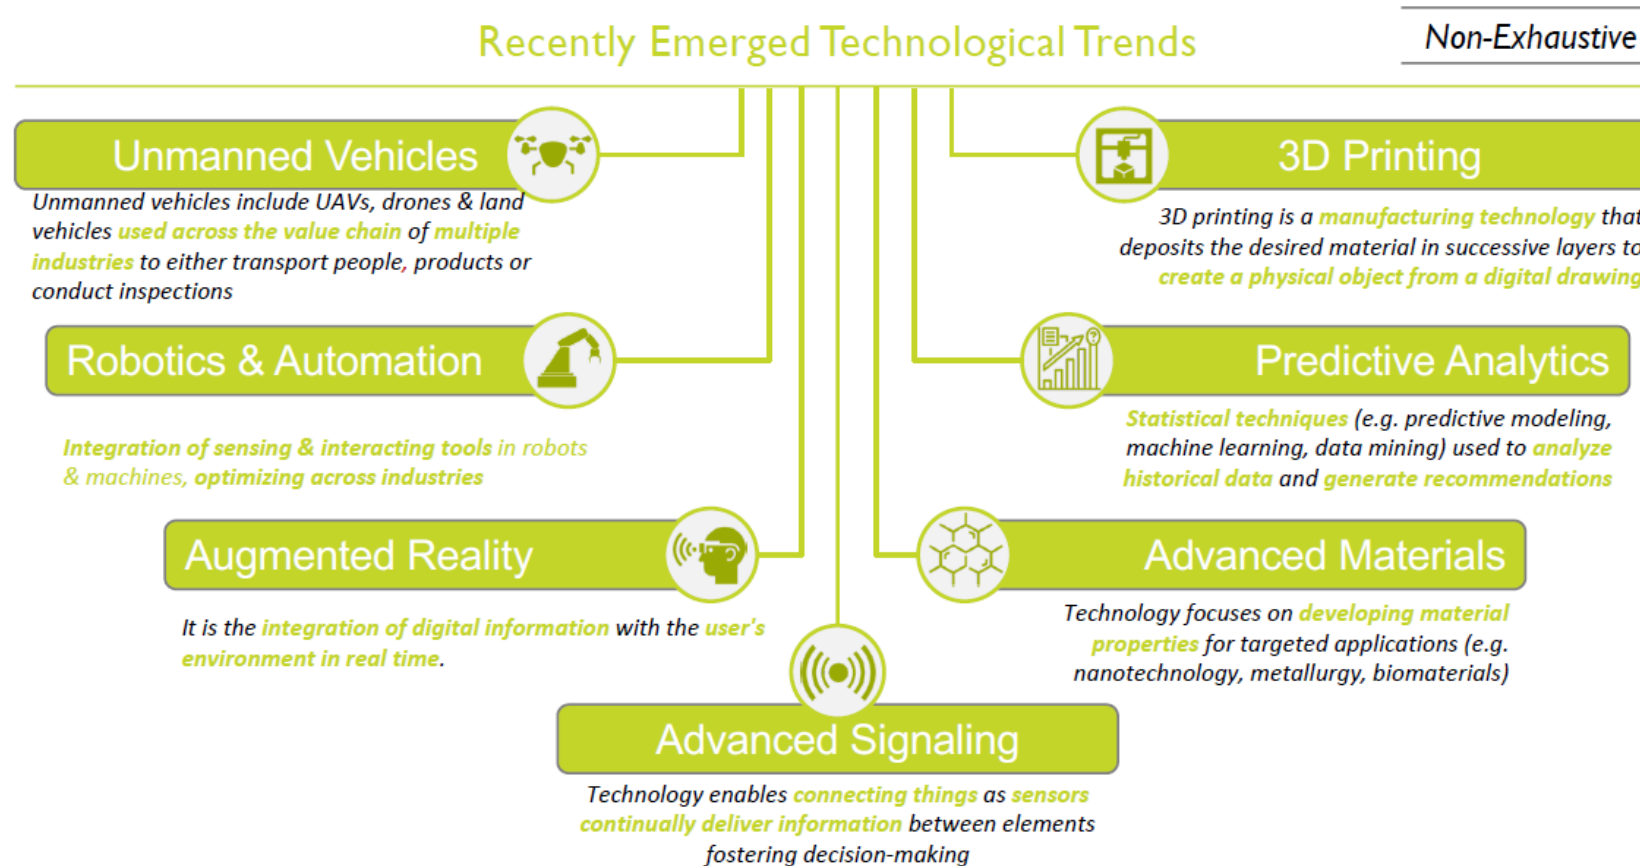 Recently Emerged Technological Trends
Non-Exhaustive
Unmanned Vehicles
Unmanned vehicles include UAVs, drones & land
vehicles used across the value chain of multiple
industries to either transport people, products or
conduct inspections
3D Printing
3D printing is a manufacturing technology that
deposits the desired material in successive layers to
create a physical object from a digital drawing
Robotics & Automation
Integration of sensing & interacting tools in robots
& machines, optimizing across industries
Predictive Analytics
Statistical techniques (e.g. predictive modeling,
machine learning, data mining) used to analyze
historical data and generate recommendations
Augmented Reality
It is the integration of digital information with the user's
environment in real time.
Advanced Materials
Technology focuses on developing material
properties for targeted applications (e.g.
nanotechnology, metallurgy, biomaterials)
Advanced Signaling
Technology enables connecting things as sensors
continually deliver information between elements
fostering decision-making